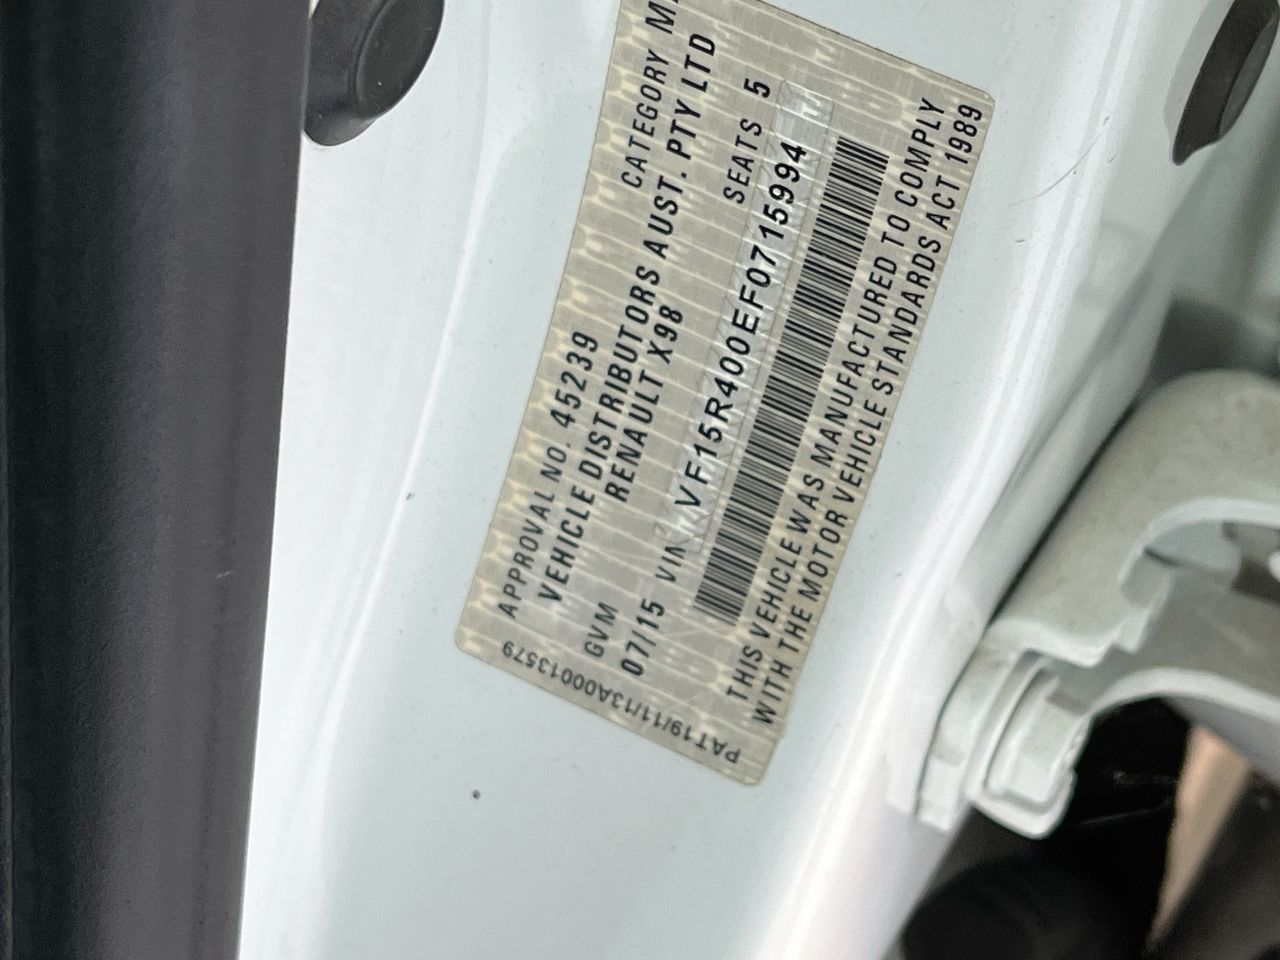 APPROVAL NO. 45239 CATEGORY
VEHICLE DISTRIBUTORS AUST. PTY LTD
RENAULT X98
GVM SEATS 5
07/15 VIN VF15R400EF0715994
THIS VEHICLE WAS MANUFACTURED TO COMPLY
WITH THE MOTOR VEHICLE STANDARDS ACT 1989
PAT19/11/13A00013579